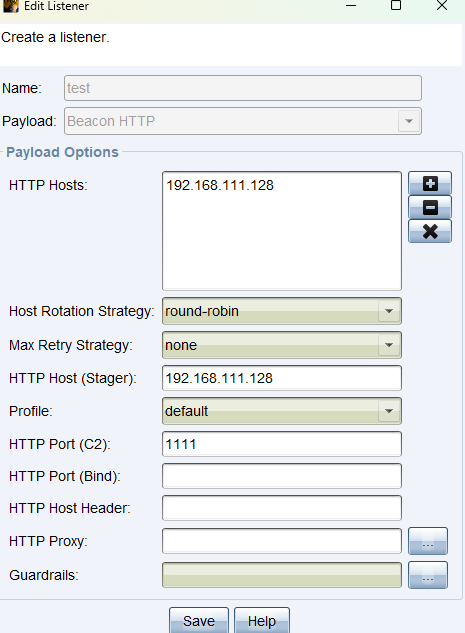 Edit Listener
Create a listener.
Name: test
Payload: Beacon HTTP
Payload Options
HTTP Hosts: 192.168.111.128
Host Rotation Strategy: round-robin
Max Retry Strategy: none
HTTP Host (Stager): 192.168.111.128
Profile: default
HTTP Port (C2): 1111
HTTP Port (Bind):
HTTP Host Header:
HTTP Proxy: ...
Guardrails: ...
Save Help